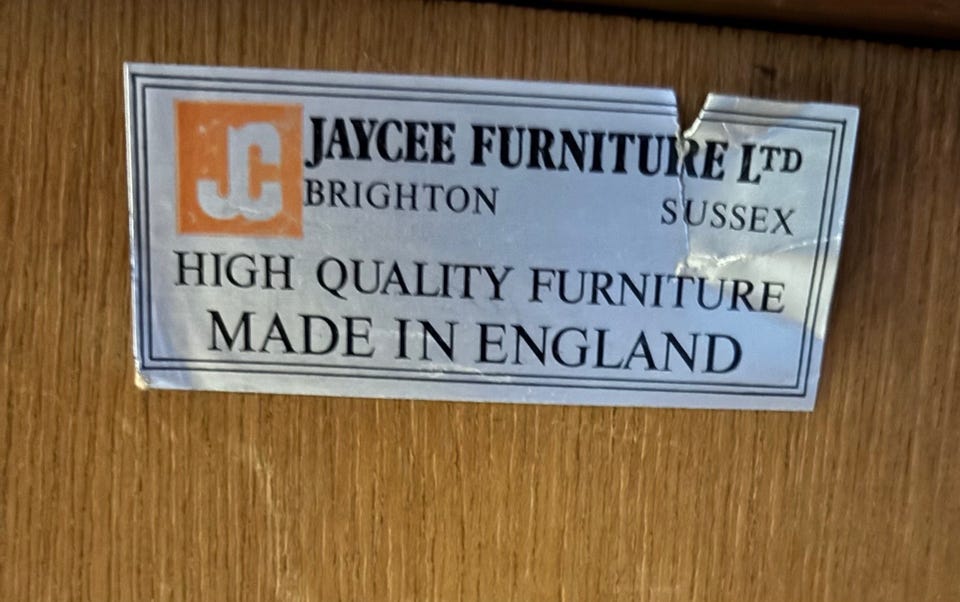 JC JAYCEE FURNITURE LTD
BRIGHTON SUSSEX
HIGH QUALITY FURNITURE
MADE IN ENGLAND